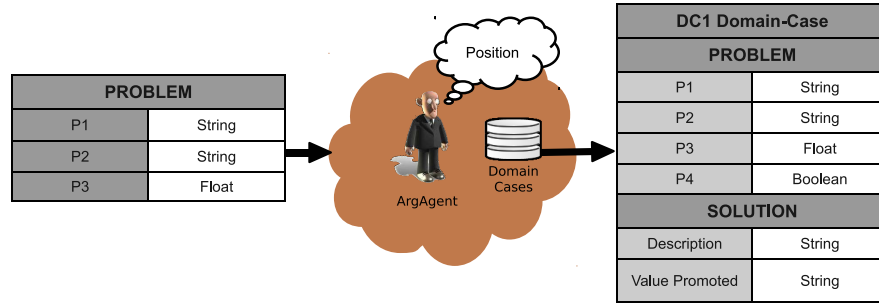 PROBLEM
P1 String
P2 String
P3 Float
Position
ArgAgent
Domain
Cases
DC1 Domain-Case
PROBLEM
P1 String
P2 String
P3 Float
P4 Boolean
SOLUTION
Description String
Value Promoted String